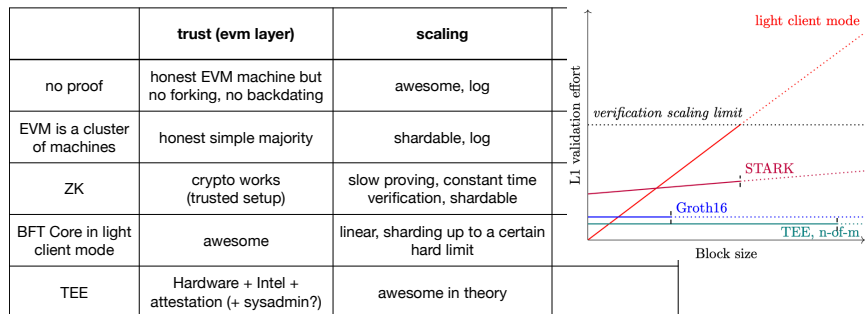 trust (evm layer)
scaling
no proof
honest EVM machine but
no forking, no backdating
awesome, log
EVM is a cluster
of machines
honest simple majority
shardable, log
ZK
crypto works
(trusted setup)
slow proving, constant time
verification, shardable
BFT Core in light
client mode
awesome
linear, sharding up to a certain
hard limit
TEE
Hardware + Intel +
attestation (+ sysadmin?)
awesome in theory
light client mode
verification scaling limit
L1 validation effort
STARK
Groth16
TEE, n-of-m
Block size